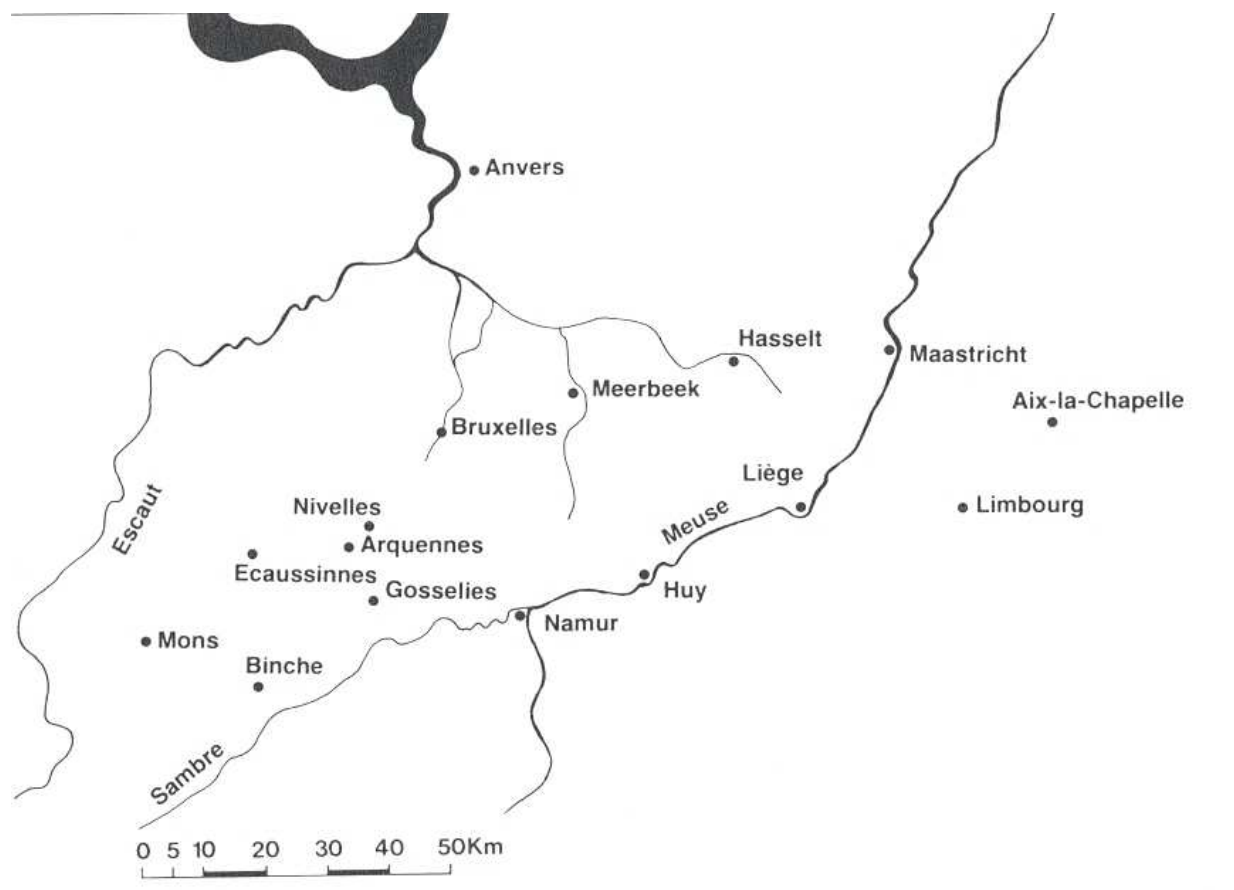 Anvers
Hasselt
Maastricht
Meerbeek
Aix-la-Chapelle
Bruxelles
Liège
Nivelles
Meuse
Limbourg
Escaut
Arquennes
Ecaussinnes
Gosselies
Huy
Namur
Mons
Binche
Sambre
0 5 10 20 30 40 50Km